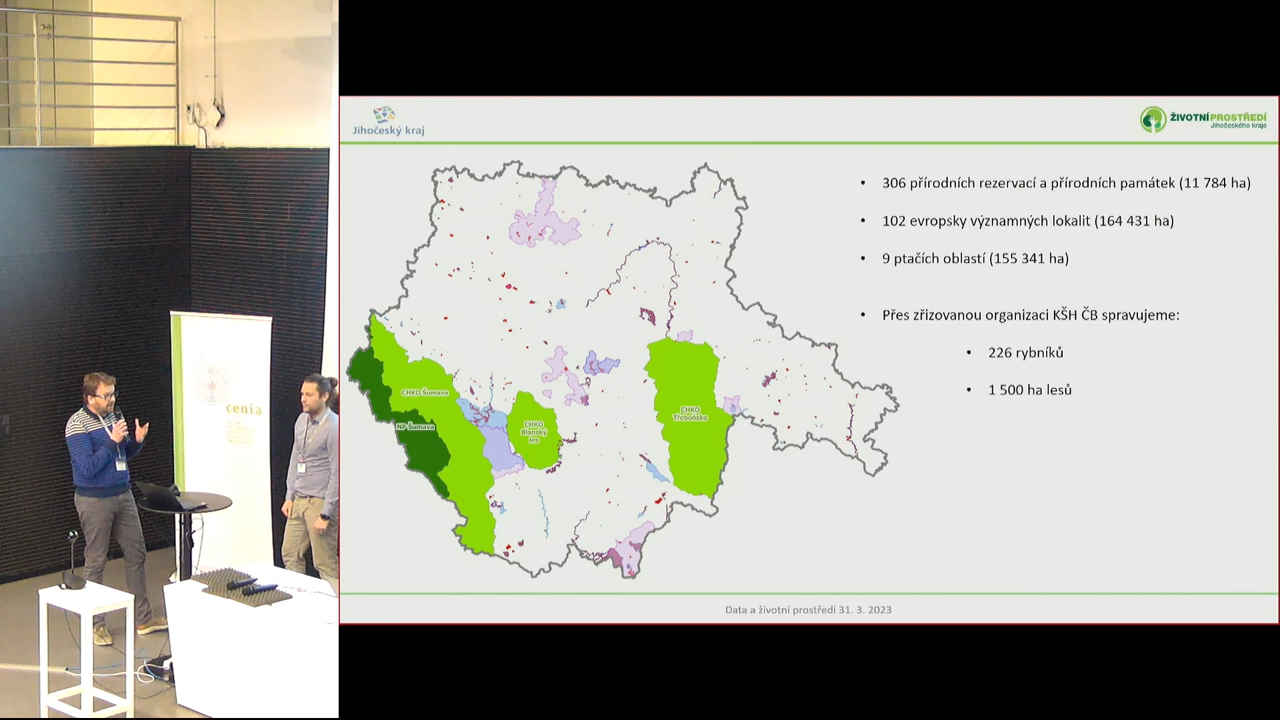 Jihočeský kraj
ŽIVOTNÍPROSTŘEDÍ
Jihočeského kraje
306 přírodních rezervací a přírodních památek (11 784 ha)
102 evropsky významných lokalit (164 431 ha)
9 ptačích oblastí (155 341 ha)
Přes zřizovanou organizaci KŠH ČB spravujeme:
226 rybníků
1 500 ha lesů
CHKO Šumava
NP Šumava
CHKO
Blanský
les
CHKO
Třeboňsko
cenia
Data a životní prostředí 31. 3. 2023